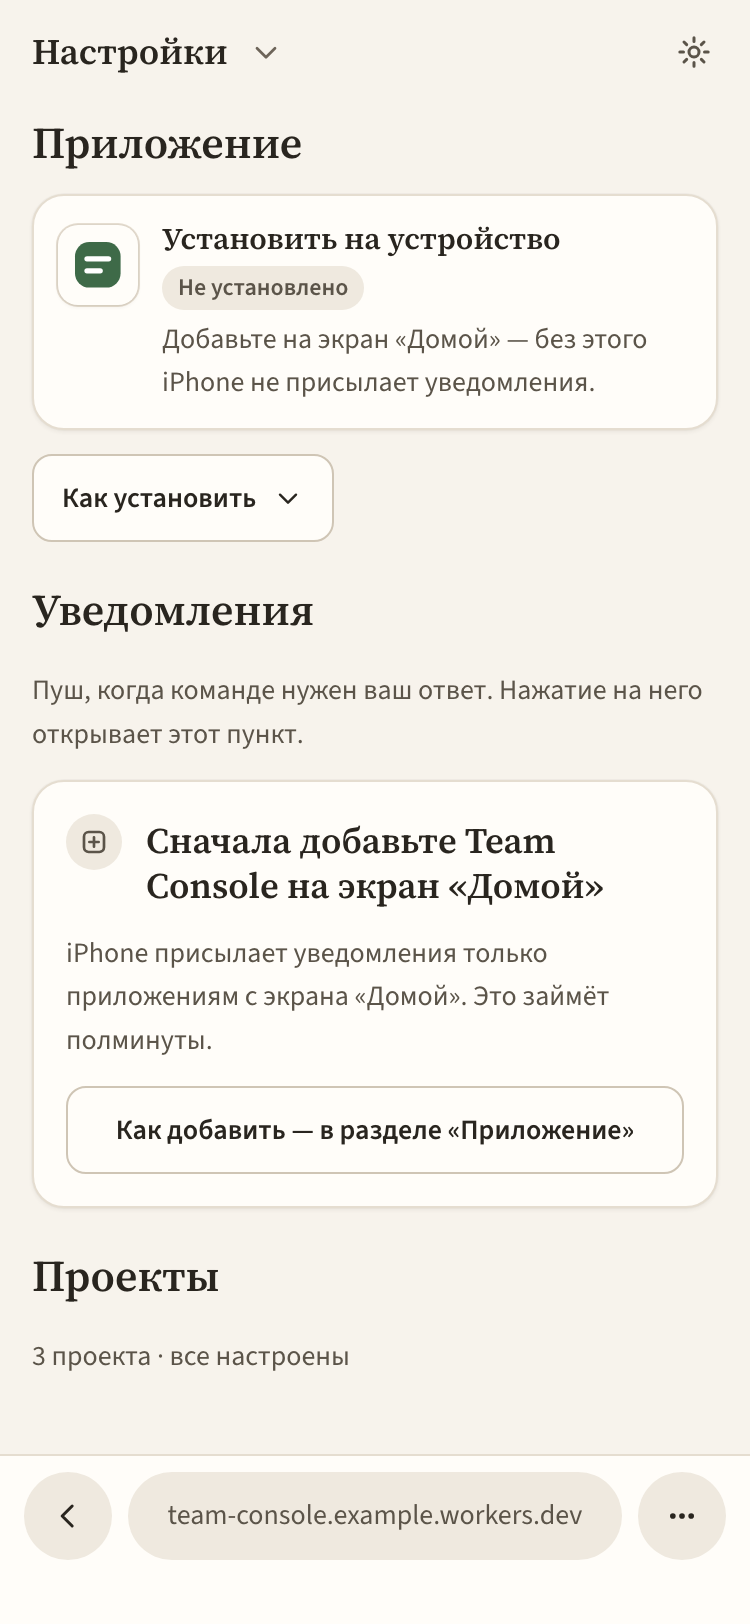 Настройки
Приложение
Установить на устройство
Не установлено
Добавьте на экран «Домой» — без этого
iPhone не присылает уведомления.
Как установить
Уведомления
Пуш, когда команде нужен ваш ответ. Нажатие на него
открывает этот пункт.
Сначала добавьте Team
Console на экран «Домой»
iPhone присылает уведомления только
приложениям с экрана «Домой». Это займёт
полминуты.
Как добавить — в разделе «Приложение»
Проекты
3 проекта · все настроены
team-console.example.workers.dev